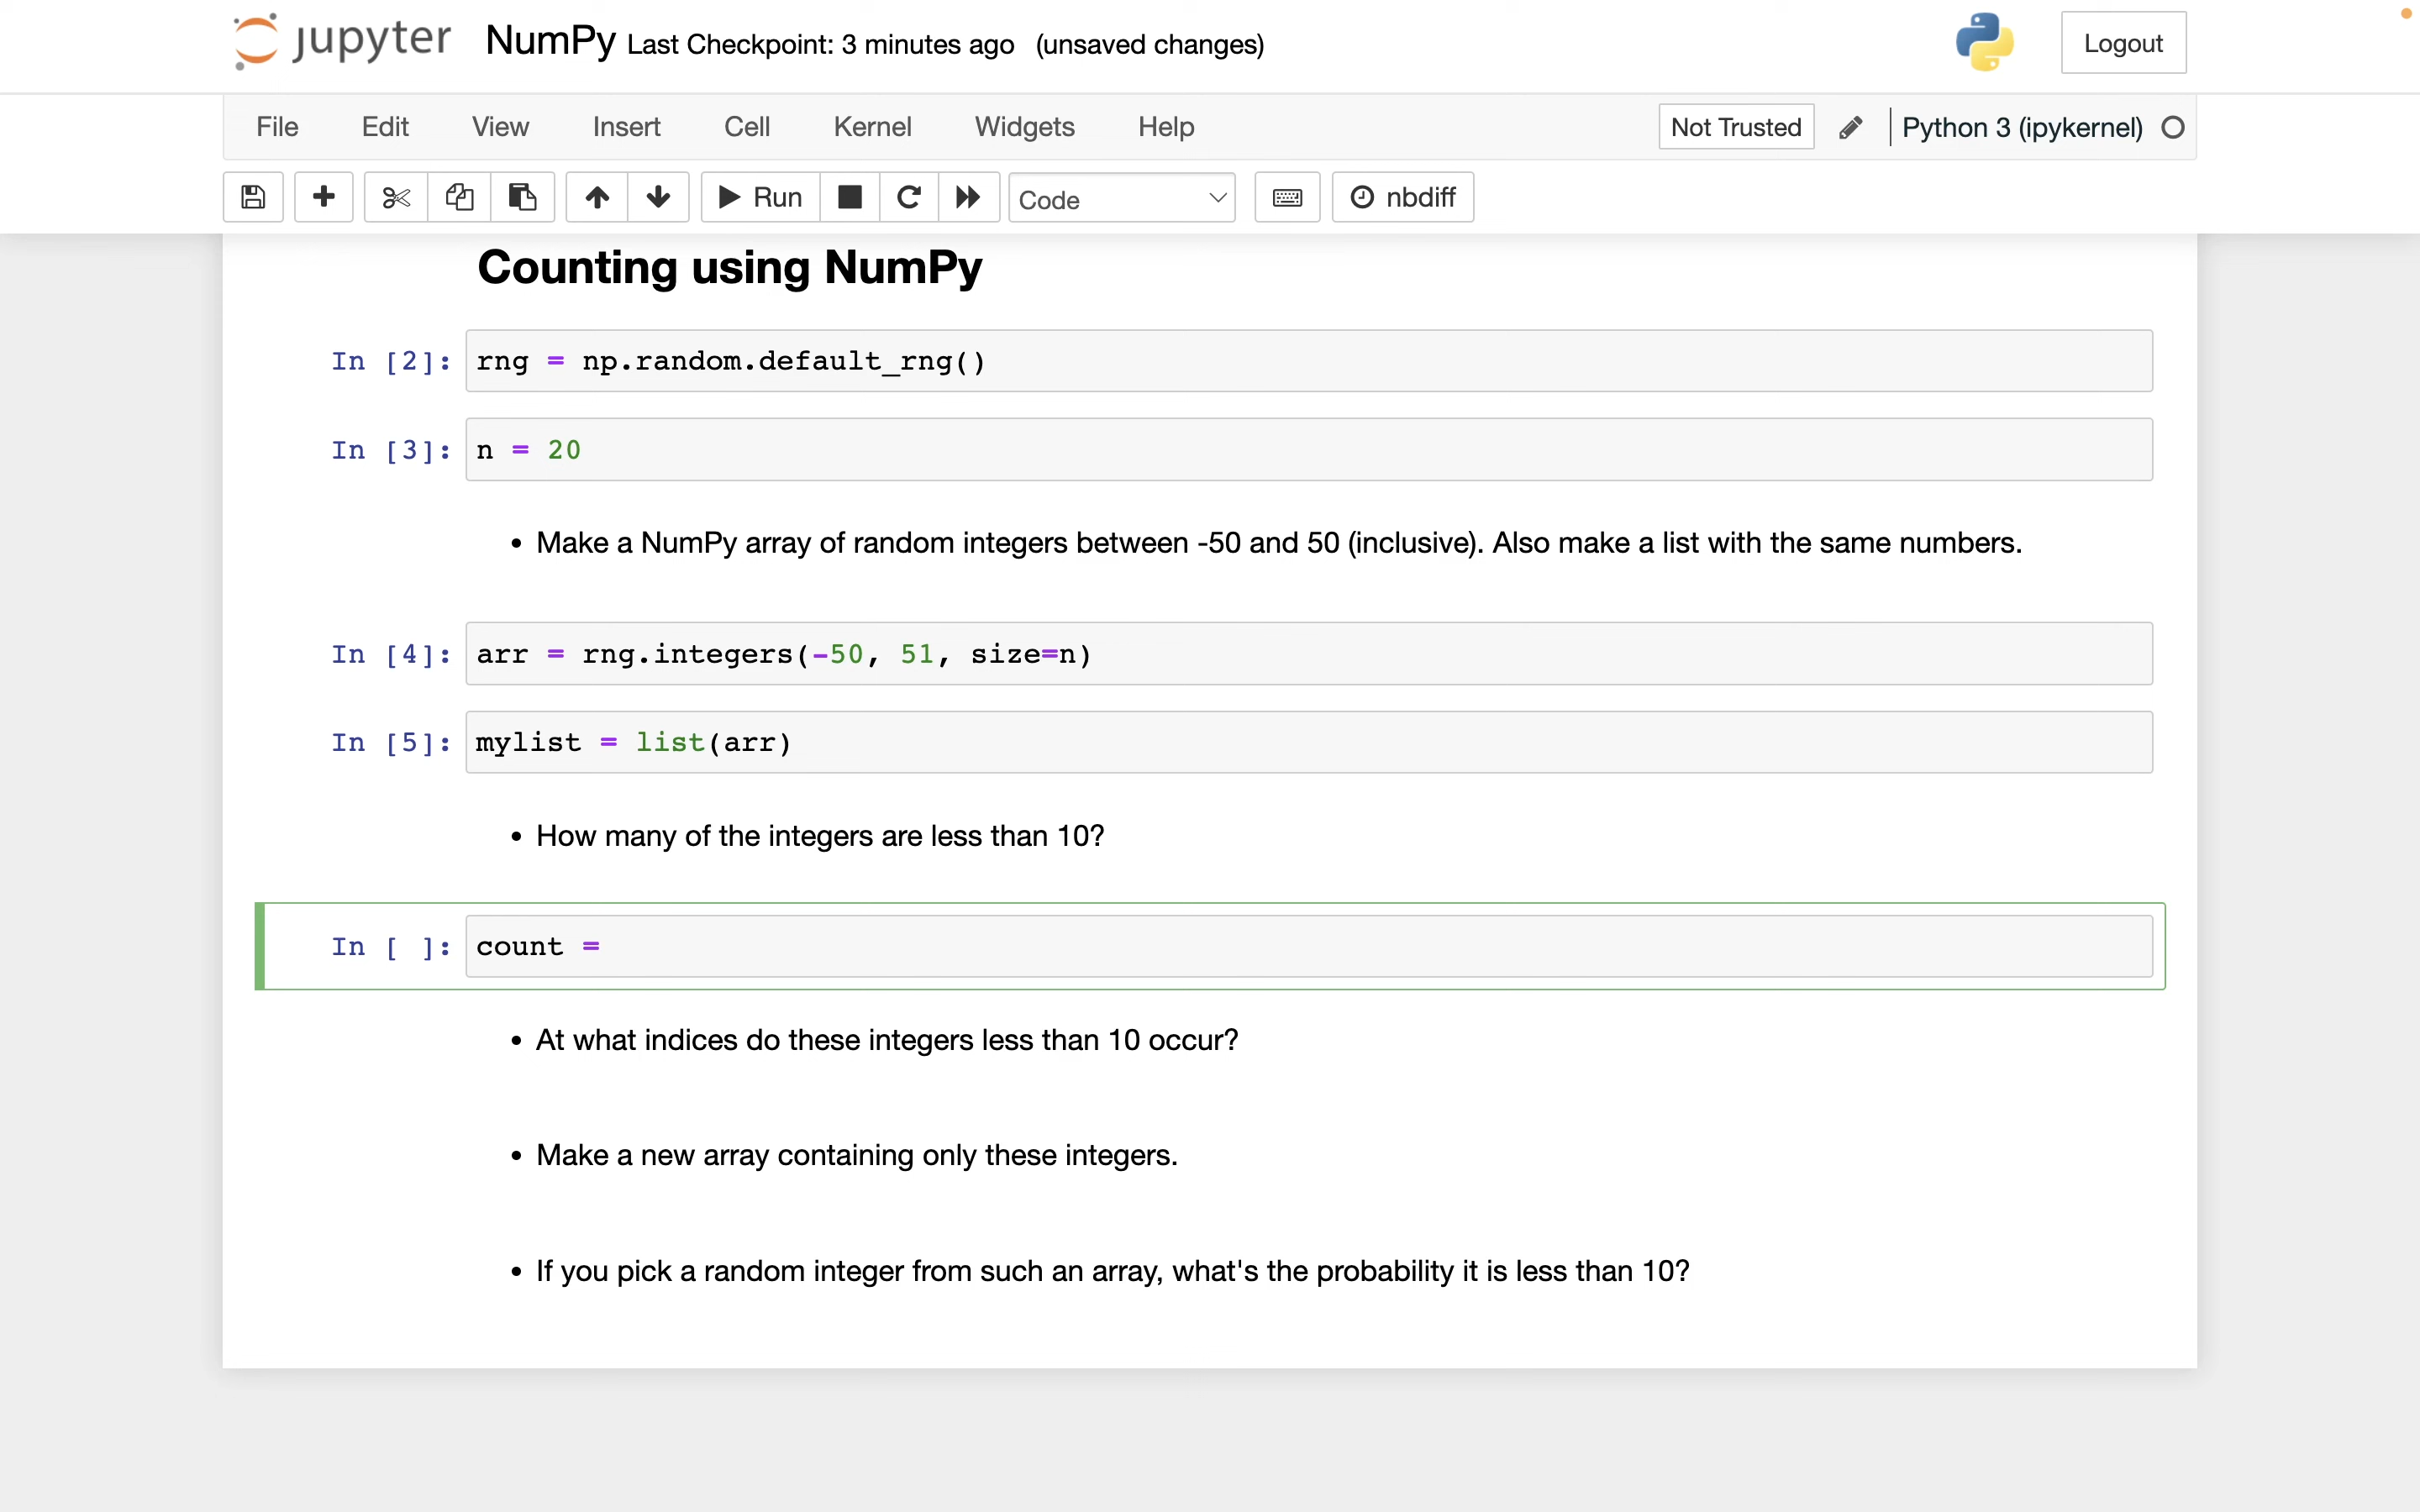 jupyter NumPy Last Checkpoint: 3 minutes ago (unsaved changes) Logout
File Edit View Insert Cell Kernel Widgets Help Not Trusted Python 3 (ipykernel)
Run Code nbdiff
Counting using NumPy
In [2]: rng = np.random.default_rng()
In [3]: n = 20
• Make a NumPy array of random integers between -50 and 50 (inclusive). Also make a list with the same numbers.
In [4]: arr = rng.integers(-50, 51, size=n)
In [5]: mylist = list(arr)
• How many of the integers are less than 10?
In [ ]: count =
• At what indices do these integers less than 10 occur?
• Make a new array containing only these integers.
• If you pick a random integer from such an array, what's the probability it is less than 10?